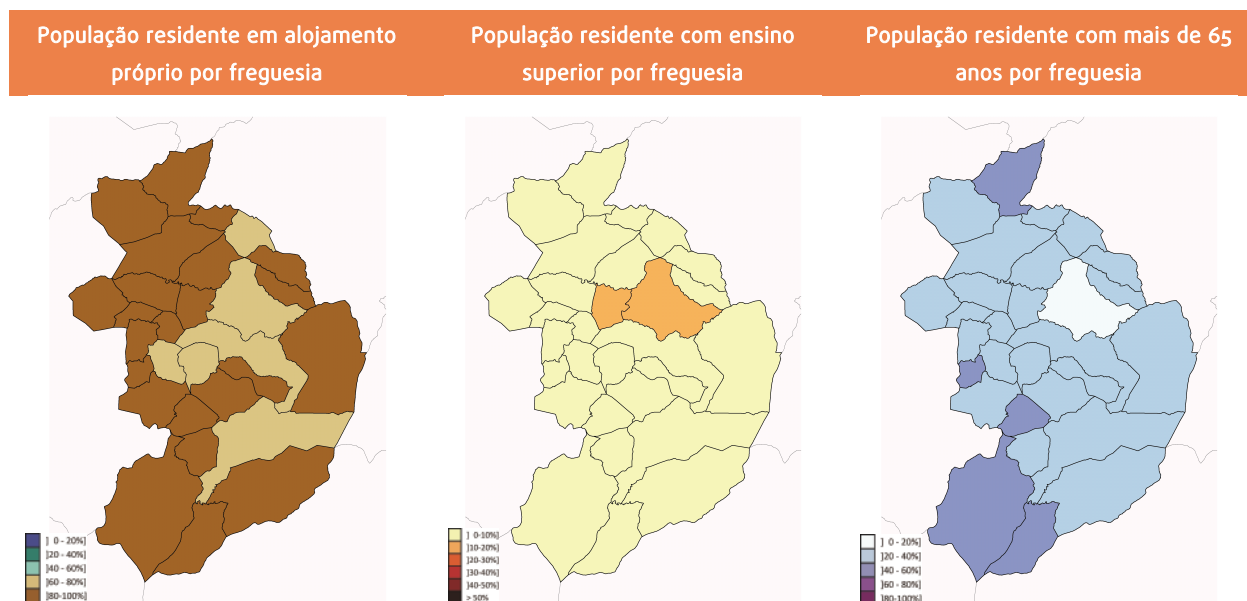 População residente em alojamento
próprio por freguesia
População residente com ensino
superior por freguesia
População residente com mais de 65
anos por freguesia
] 0 - 20%]
]20 - 40%]
]40 - 60%]
]60 - 80%]
]80-100%]
] 0-10%]
]10-20%]
]20-30%]
]30-40%]
]40-50%]
> 50%
] 0 - 20%]
]20 - 40%]
]40 - 60%]
]60 - 80%]
]80-100%]